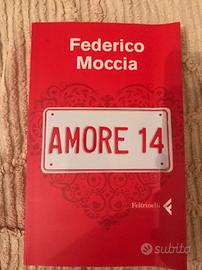 Federico
Moccia
AMORE 14
Feltrinelli
subito